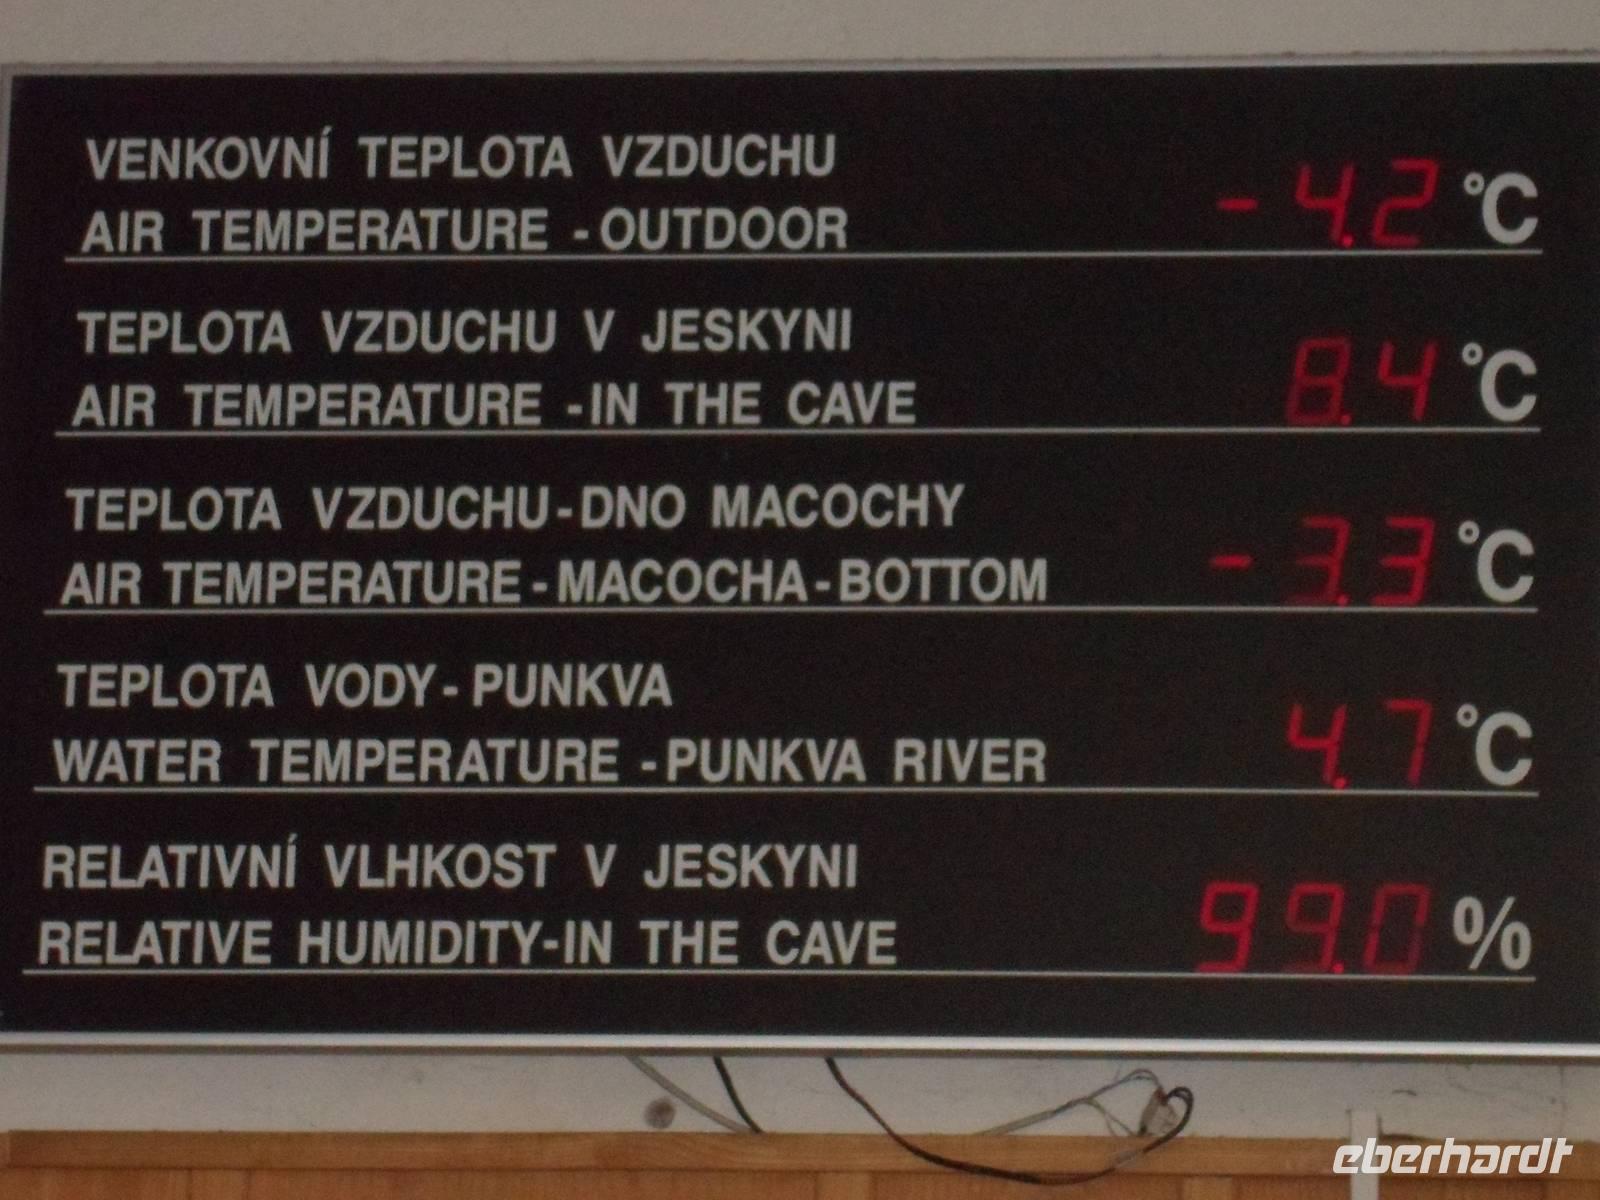 VENKOVNÍ TEPLOTA VZDUCHU
AIR TEMPERATURE - OUTDOOR
- 4.2 °C
TEPLOTA VZDUCHU V JESKYNI
AIR TEMPERATURE - IN THE CAVE
8.4 °C
TEPLOTA VZDUCHU - DNO MACOCHY
AIR TEMPERATURE - MACOCHA - BOTTOM
- 3.3 °C
TEPLOTA VODY - PUNKVA
WATER TEMPERATURE - PUNKVA RIVER
4.7 °C
RELATIVNÍ VLHKOST V JESKYNI
RELATIVE HUMIDITY-IN THE CAVE
99.0 %
eberhardt